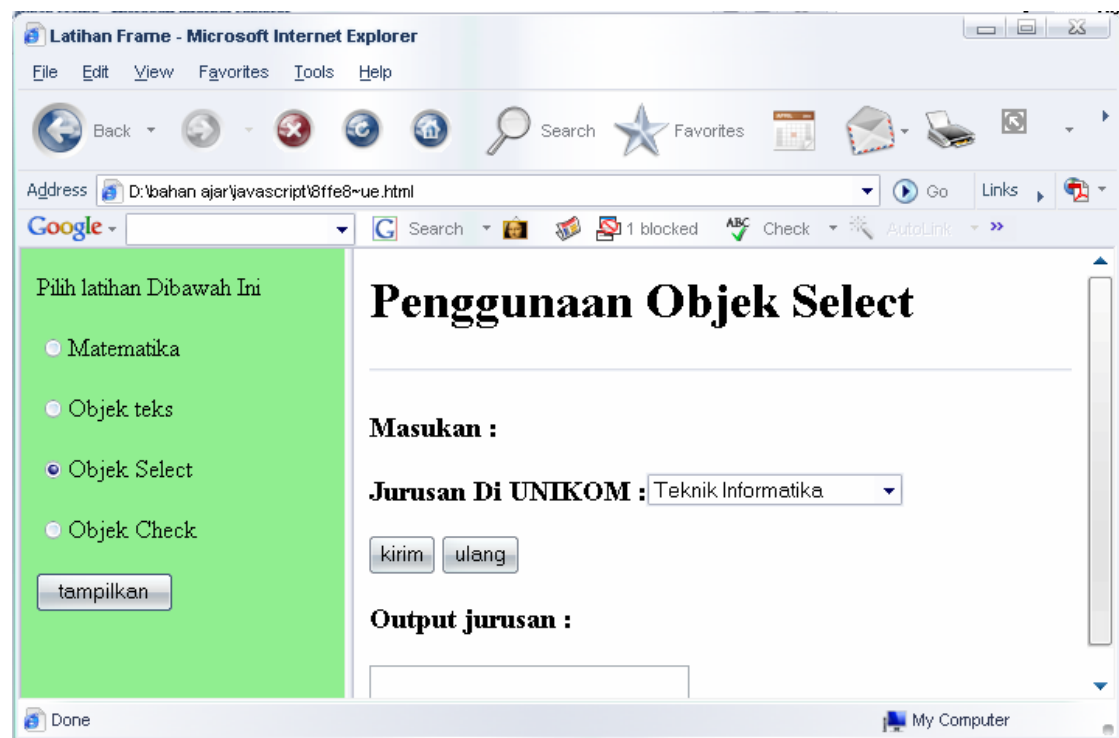 Latihan Frame - Microsoft Internet Explorer
File Edit View Favorites Tools Help
Back Search Favorites
Address D:\bahan ajar\javascript\8ffe8~ue.html Go Links
Google Search 1 blocked ABC Check AutoLink
Pilih latihan Dibawah Ini
Matematika
Objek teks
Objek Select
Objek Check
tampilkan
Penggunaan Objek Select
Masukan :
Jurusan Di UNIKOM : Teknik Informatika
kirim ulang
Output jurusan :
Done My Computer